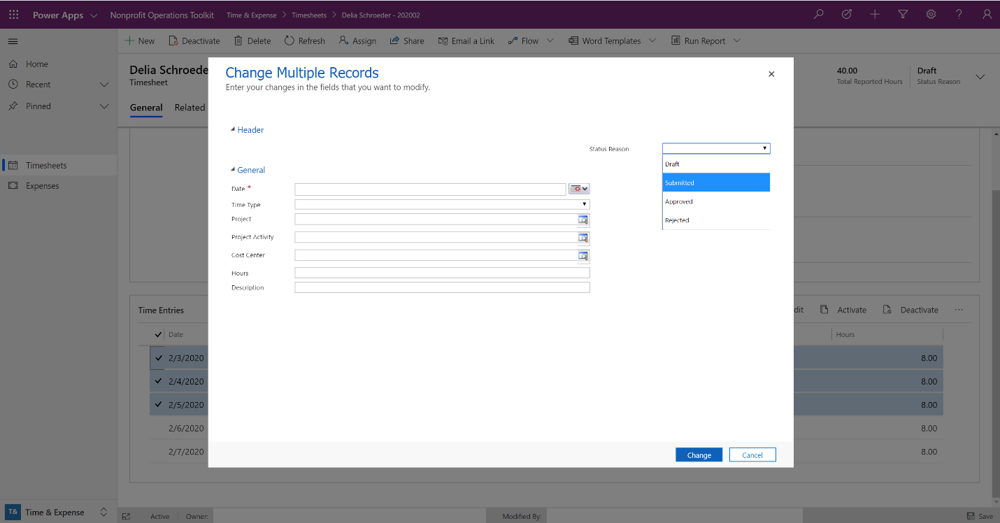 Power Apps Nonprofit Operations Toolkit Time & Expense > Timesheets > Delia Schroeder - 202002
New Deactivate Delete Refresh Assign Share Email a Link Flow Word Templates Run Report
Home
Recent
Pinned
Timesheets
Expenses
Delia Schroede
Timesheet
General Related
40.00
Total Reported Hours
Draft
Status Reason
Change Multiple Records
Enter your changes in the fields that you want to modify.
Header
Status Reason
Draft
Submitted
Approved
Rejected
General
Date *
Time Type
Project
Project Activity
Cost Center
Hours
Description
Change Cancel
Time Entries dit Activate Deactivate ...
Date Hours
2/3/2020 8.00
2/4/2020 8.00
2/5/2020 8.00
2/6/2020 8.00
2/7/2020 8.00
T& Time & Expense
Active Owner: Modified By: Save